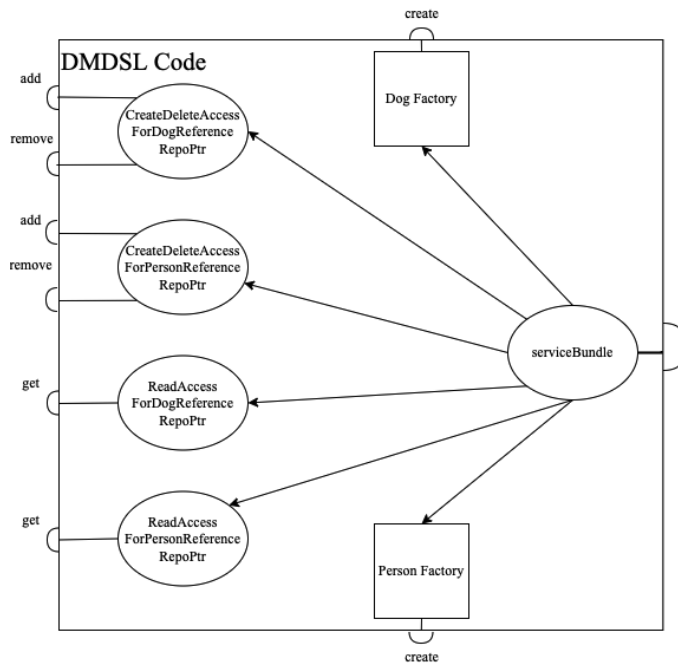 create
DMDSL Code
add
CreateDeleteAccess
ForDogReference
RepoPtr
remove
Dog Factory
add
CreateDeleteAccess
ForPersonReference
RepoPtr
remove
serviceBundle
get
ReadAccess
ForDogReference
RepoPtr
get
ReadAccess
ForPersonReference
RepoPtr
Person Factory
create